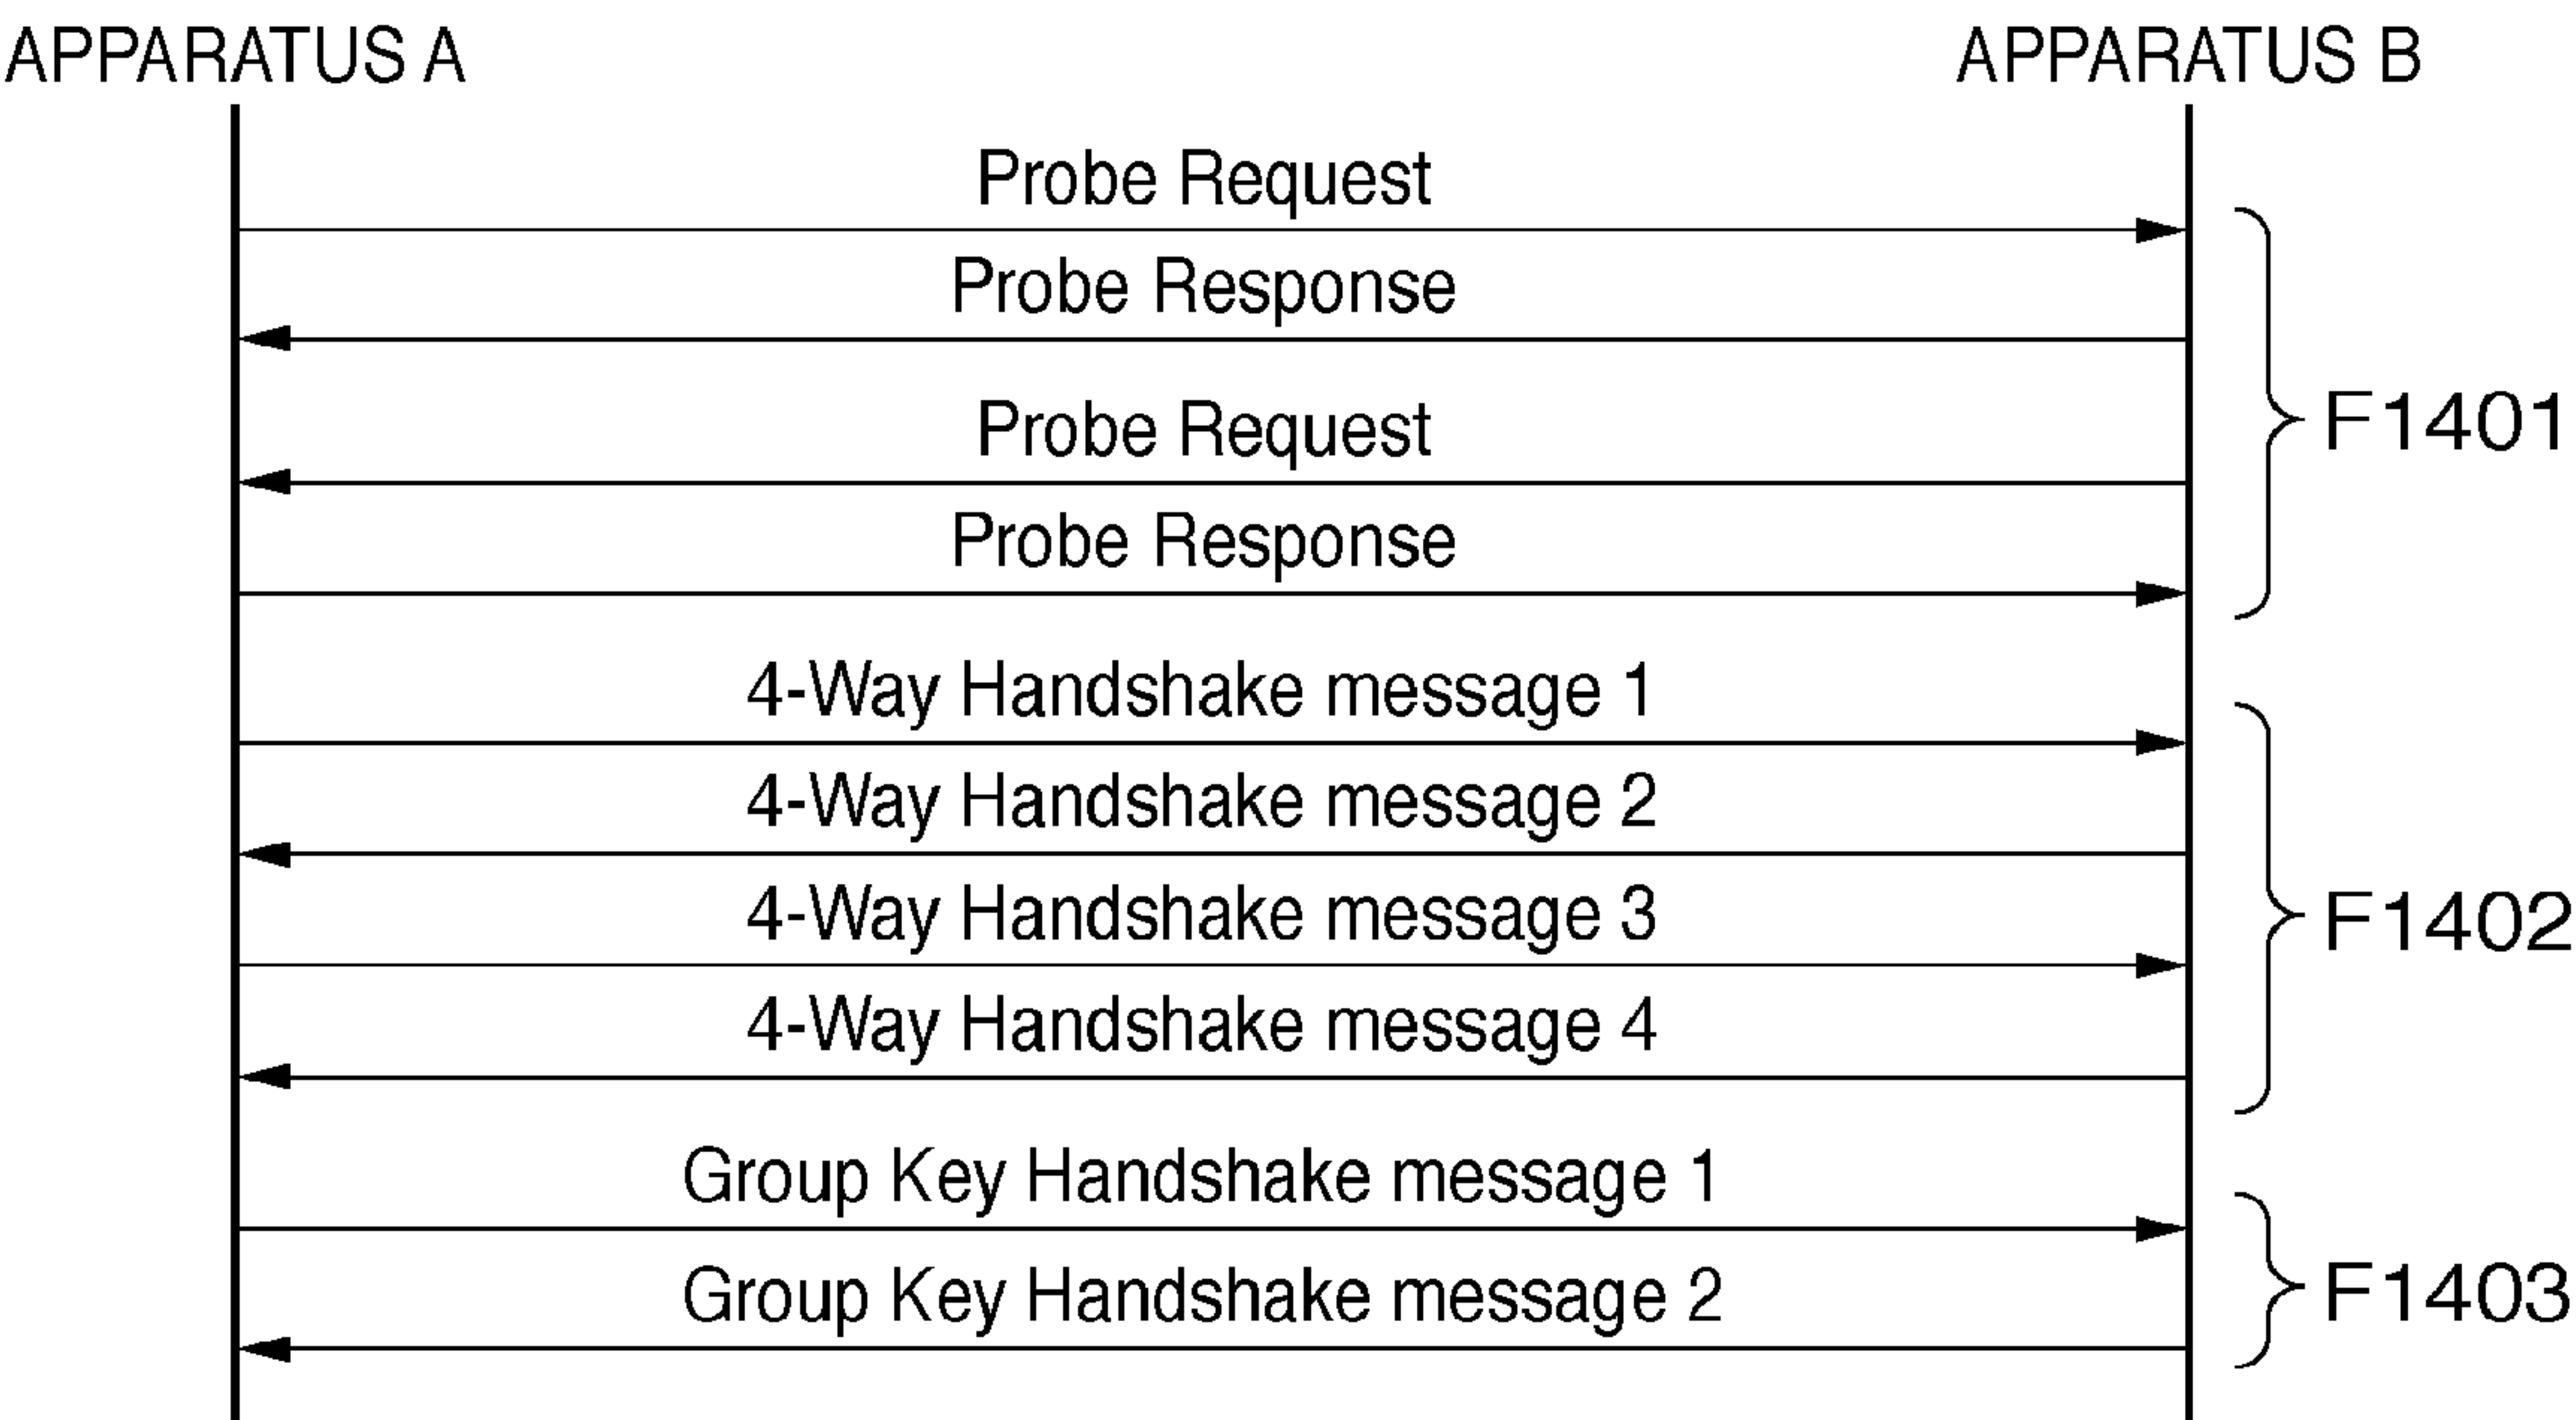 APPARATUS A
APPARATUS B
Probe Request
Probe Response
Probe Request
F1401
Probe Response
4-Way Handshake message 1
4-Way Handshake message 2
4-Way Handshake message 3
F1402
4-Way Handshake message 4
Group Key Handshake message 1
Group Key Handshake message 2
F1403